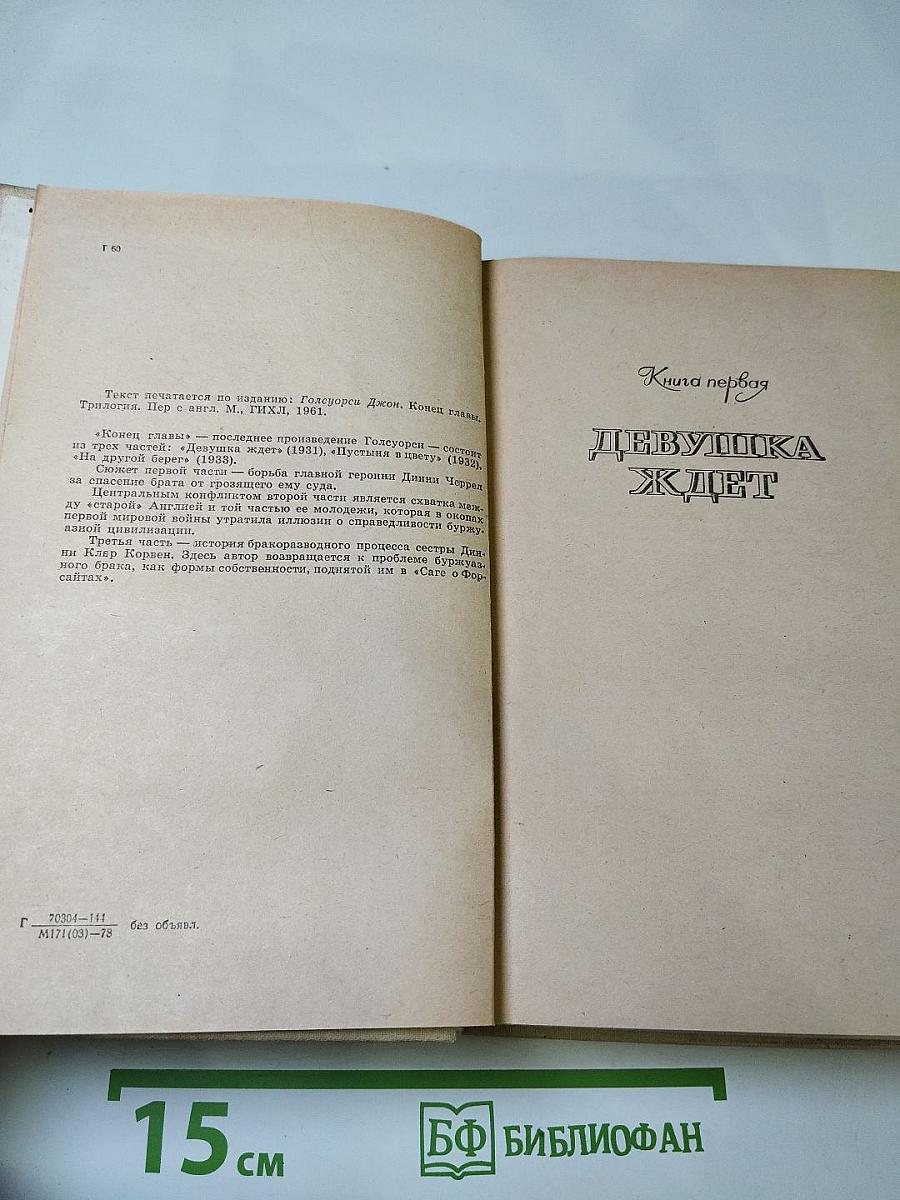 Г 60
Текст печатается по изданию: Голсуорси Джон. Конец главы.
Трилогия. Пер с англ. М., ГИХЛ, 1961.
«Конец главы» — последнее произведение Голсуорси — состоит
из трех частей: «Девушка ждет» (1931), «Пустыня в цвету» (1932),
«На другой берег» (1933).
Сюжет первой части — борьба главной героини Динни Черрел
за спасение брата от грозящего ему суда.
Центральным конфликтом второй части является схватка меж-
ду «старой» Англией и той частью ее молодежи, которая в окопах
первой мировой войны утратила иллюзии о справедливости буржу-
азной цивилизации.
Третья часть — история бракоразводного процесса сестры Дин-
ни Клэр Корвен. Здесь автор возвращается к проблеме буржуаз-
ного брака, как формы собственности, поднятой им в «Саге о Фор-
сайтах».
Г 70304—144
М171(03)—78 без объявл.
Книга первая
ДЕВУШКА
ЖДЕТ
15 см
БФ БИБЛИОФАН